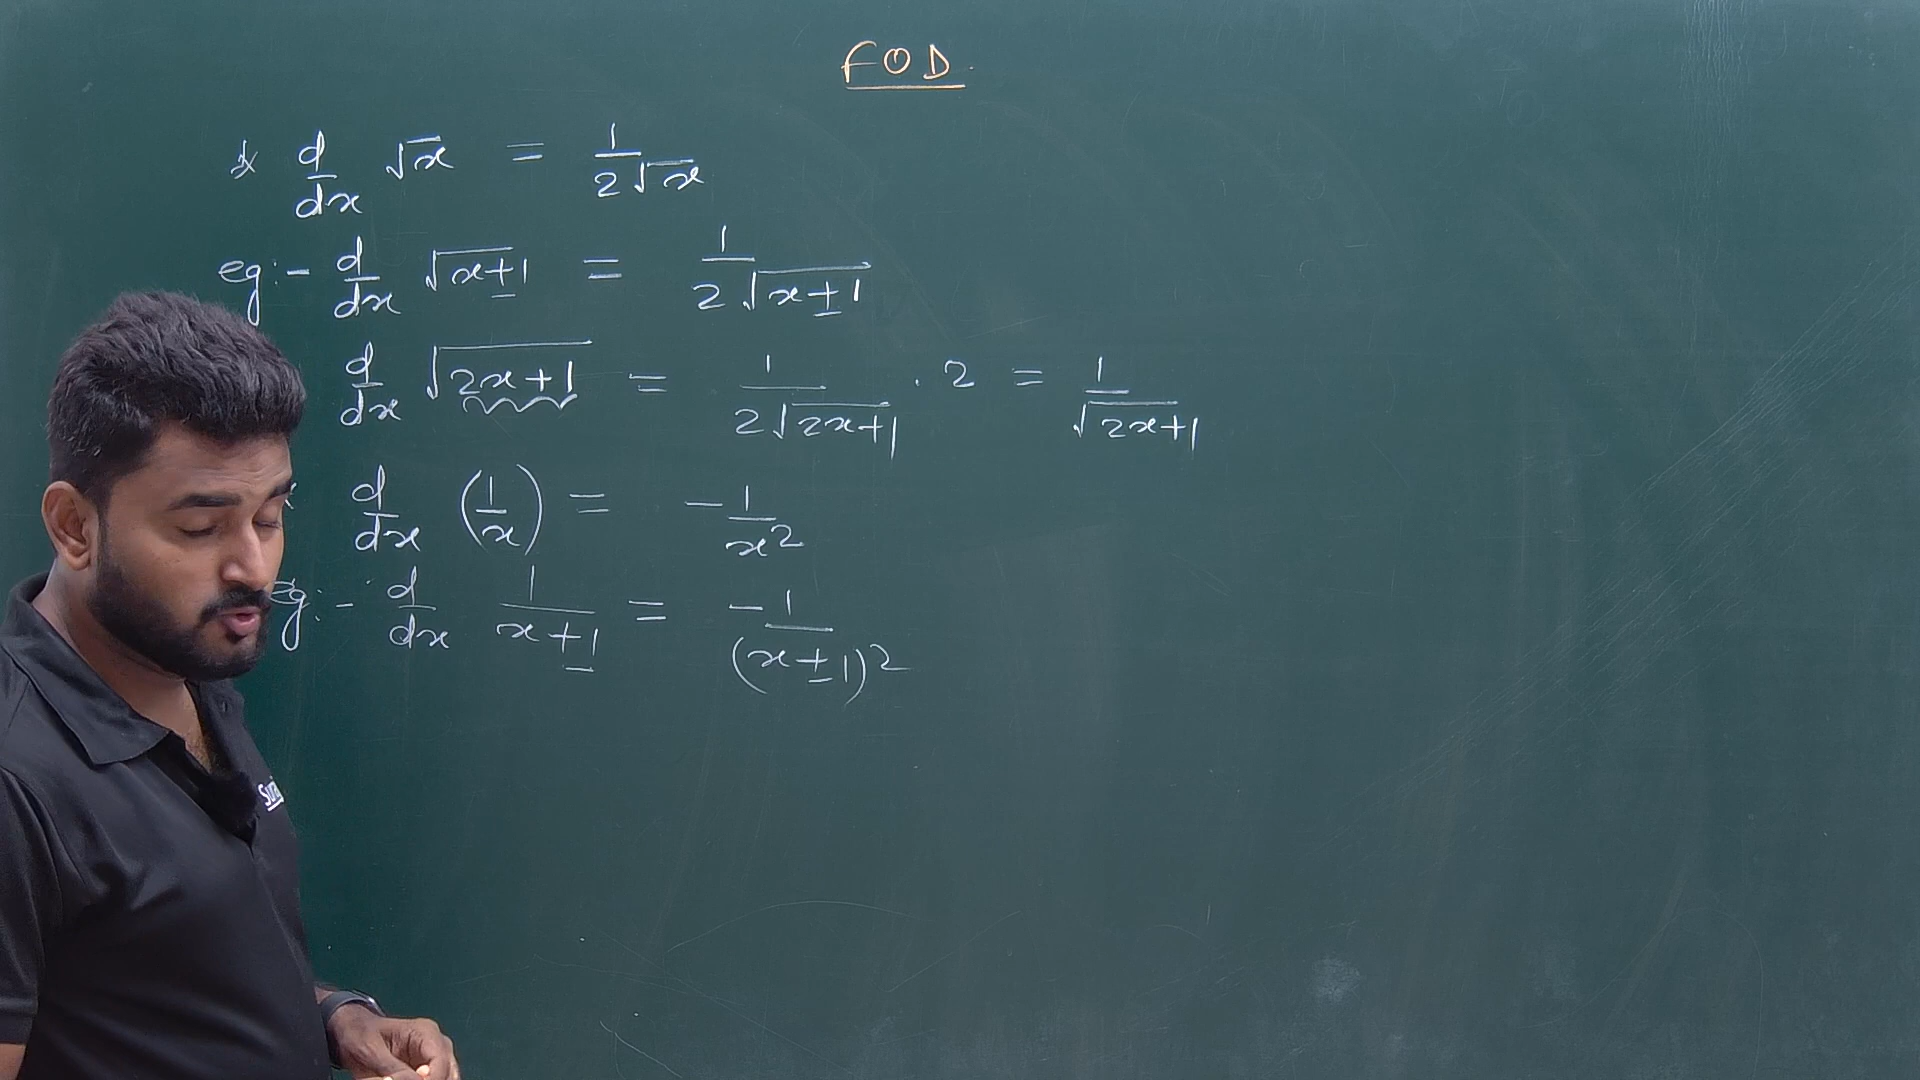 FOD.
* d/dx √x = 1/(2√x)
eg:- d/dx √(x±1) = 1/(2√(x±1))
d/dx √(2x+1) = 1/(2√(2x+1)) . 2 = 1/√(2x+1)
d/dx (1/x) = -1/x²
eg:- d/dx 1/(x±1) = -1/(x±1)²